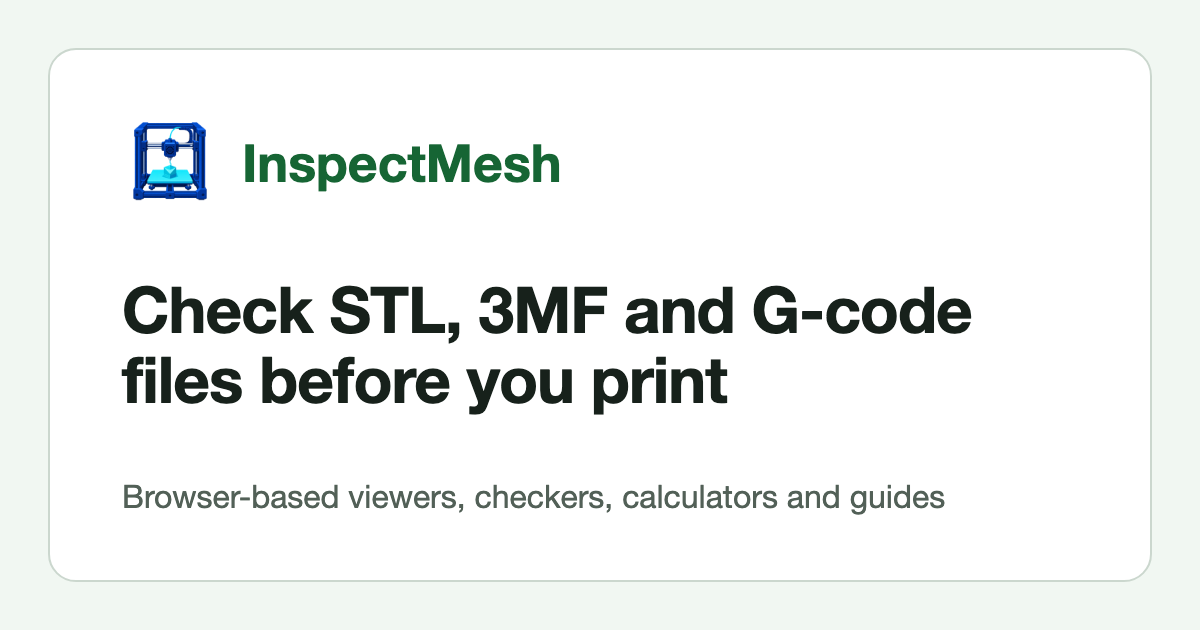 InspectMesh
Check STL, 3MF and G-code
files before you print
Browser-based viewers, checkers, calculators and guides